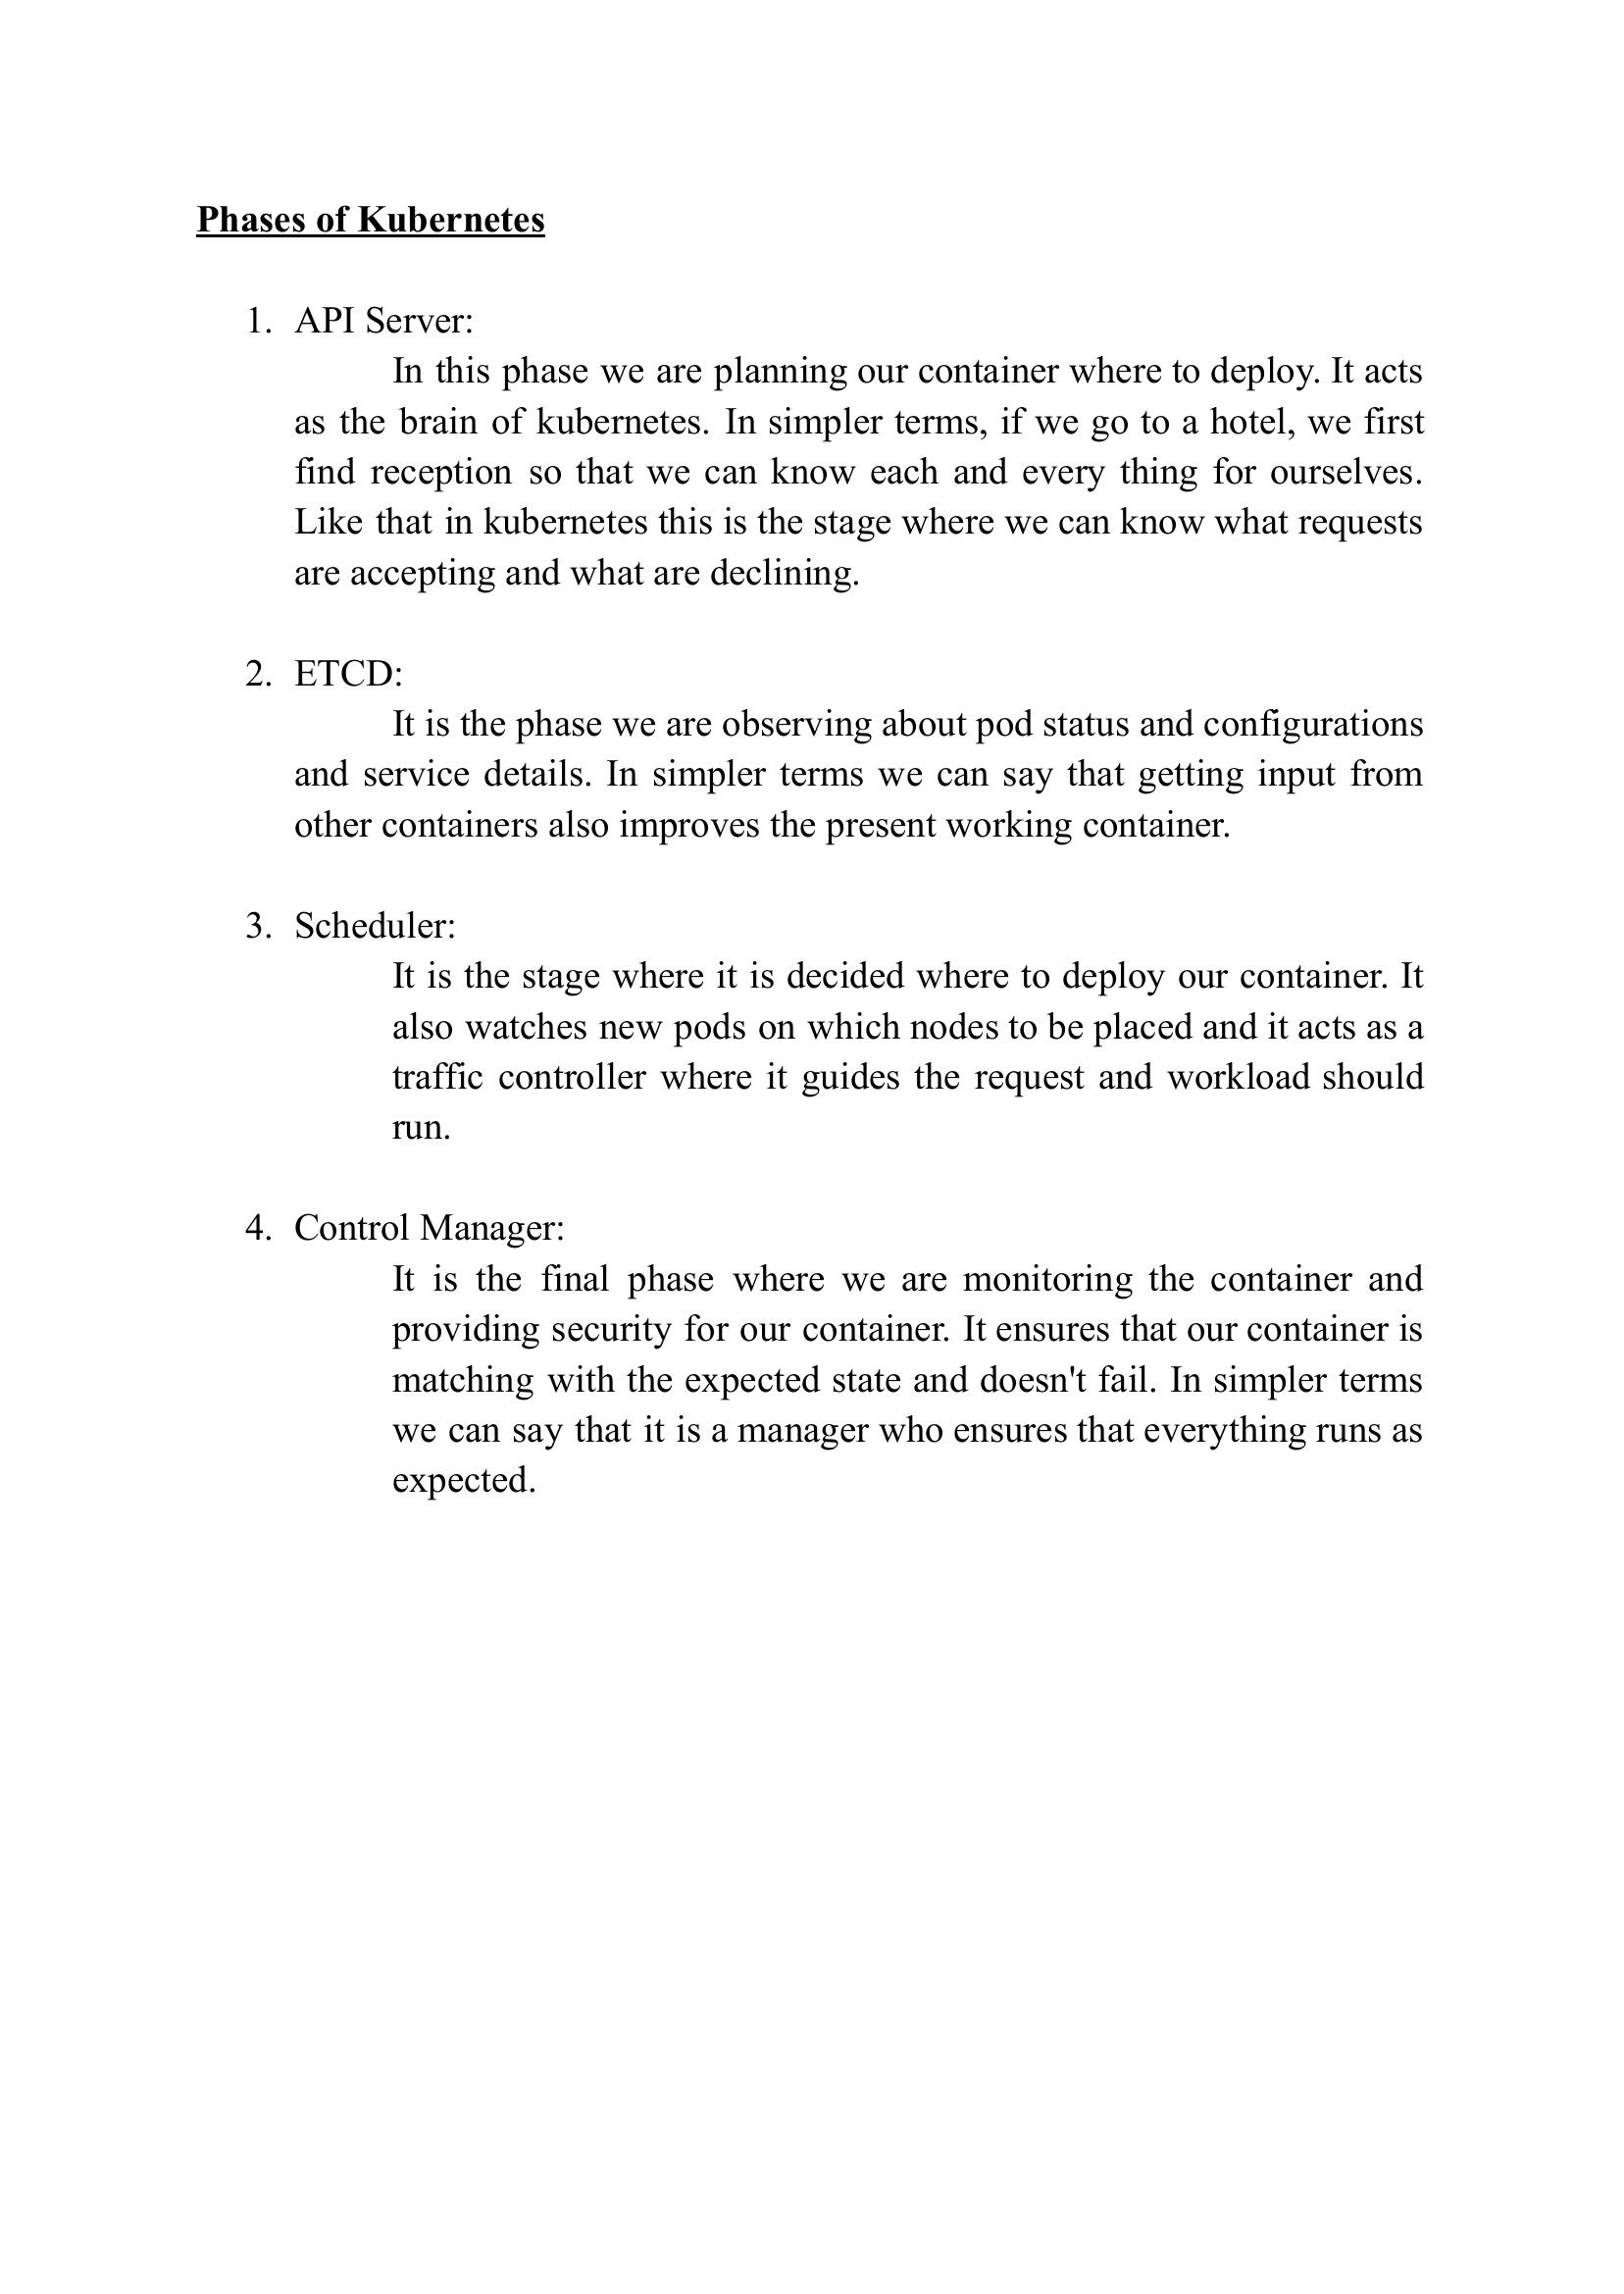 Phases of Kubernetes
1. API Server:
In this phase we are planning our container where to deploy. It acts
as the brain of kubernetes. In simpler terms, if we go to a hotel, we first
find reception so that we can know each and every thing for ourselves.
Like that in kubernetes this is the stage where we can know what requests
are accepting and what are declining.
2. ETCD:
It is the phase we are observing about pod status and configurations
and service details. In simpler terms we can say that getting input from
other containers also improves the present working container.
3. Scheduler:
It is the stage where it is decided where to deploy our container. It
also watches new pods on which nodes to be placed and it acts as a
traffic controller where it guides the request and workload should
run.
4. Control Manager:
It is the final phase where we are monitoring the container and
providing security for our container. It ensures that our container is
matching with the expected state and doesn't fail. In simpler terms
we can say that it is a manager who ensures that everything runs as
expected.